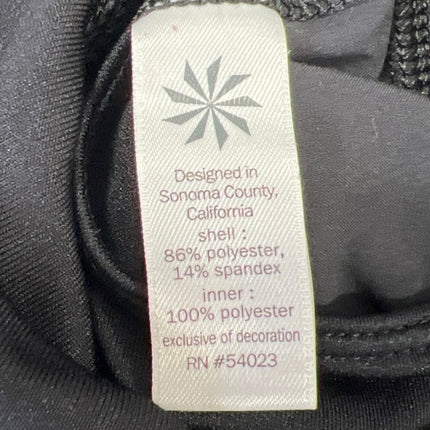 Designed in
Sonoma County,
California
shell :
86% polyester,
14% spandex
inner :
100% polyester
exclusive of decoration
RN #54023